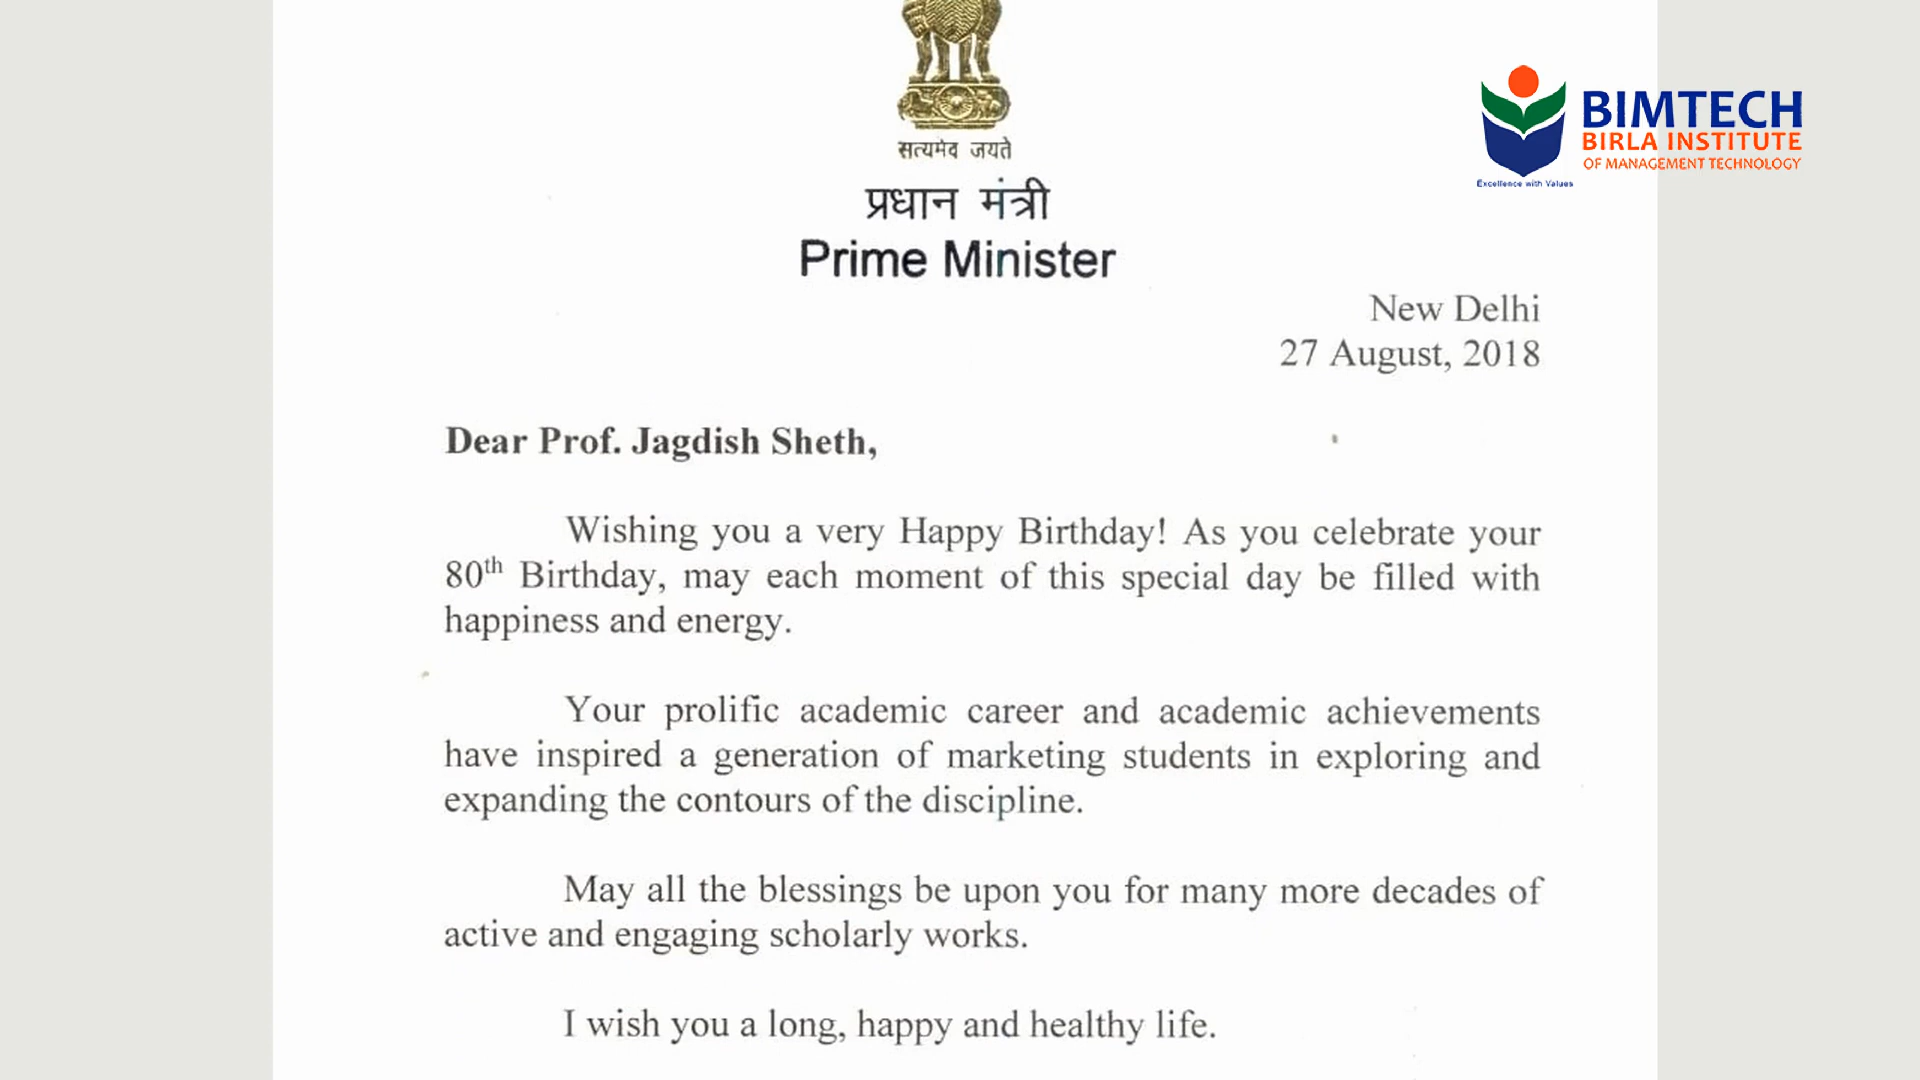 सत्यमेव जयते
प्रधान मंत्री
Prime Minister
BIMTECH
BIRLA INSTITUTE
OF MANAGEMENT TECHNOLOGY
Excellence with Values
New Delhi
27 August, 2018
Dear Prof. Jagdish Sheth,
Wishing you a very Happy Birthday! As you celebrate your
80th Birthday, may each moment of this special day be filled with
happiness and energy.
Your prolific academic career and academic achievements
have inspired a generation of marketing students in exploring and
expanding the contours of the discipline.
May all the blessings be upon you for many more decades of
active and engaging scholarly works.
I wish you a long, happy and healthy life.